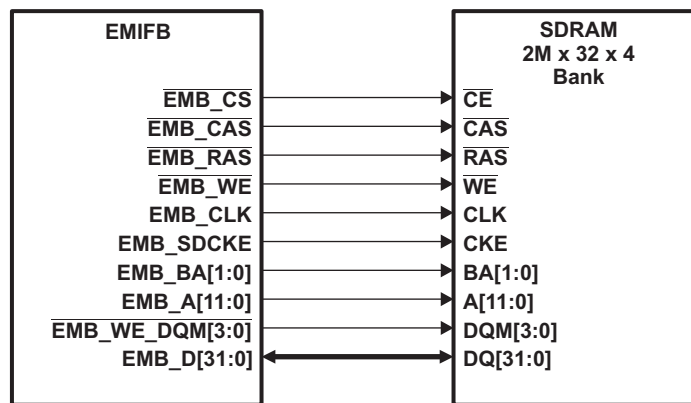 EMIFB
EMB_CS
EMB_CAS
EMB_RAS
EMB_WE
EMB_CLK
EMB_SDCKE
EMB_BA[1:0]
EMB_A[11:0]
EMB_WE_DQM[3:0]
EMB_D[31:0]
SDRAM
2M x 32 x 4
Bank
CE
CAS
RAS
WE
CLK
CKE
BA[1:0]
A[11:0]
DQM[3:0]
DQ[31:0]